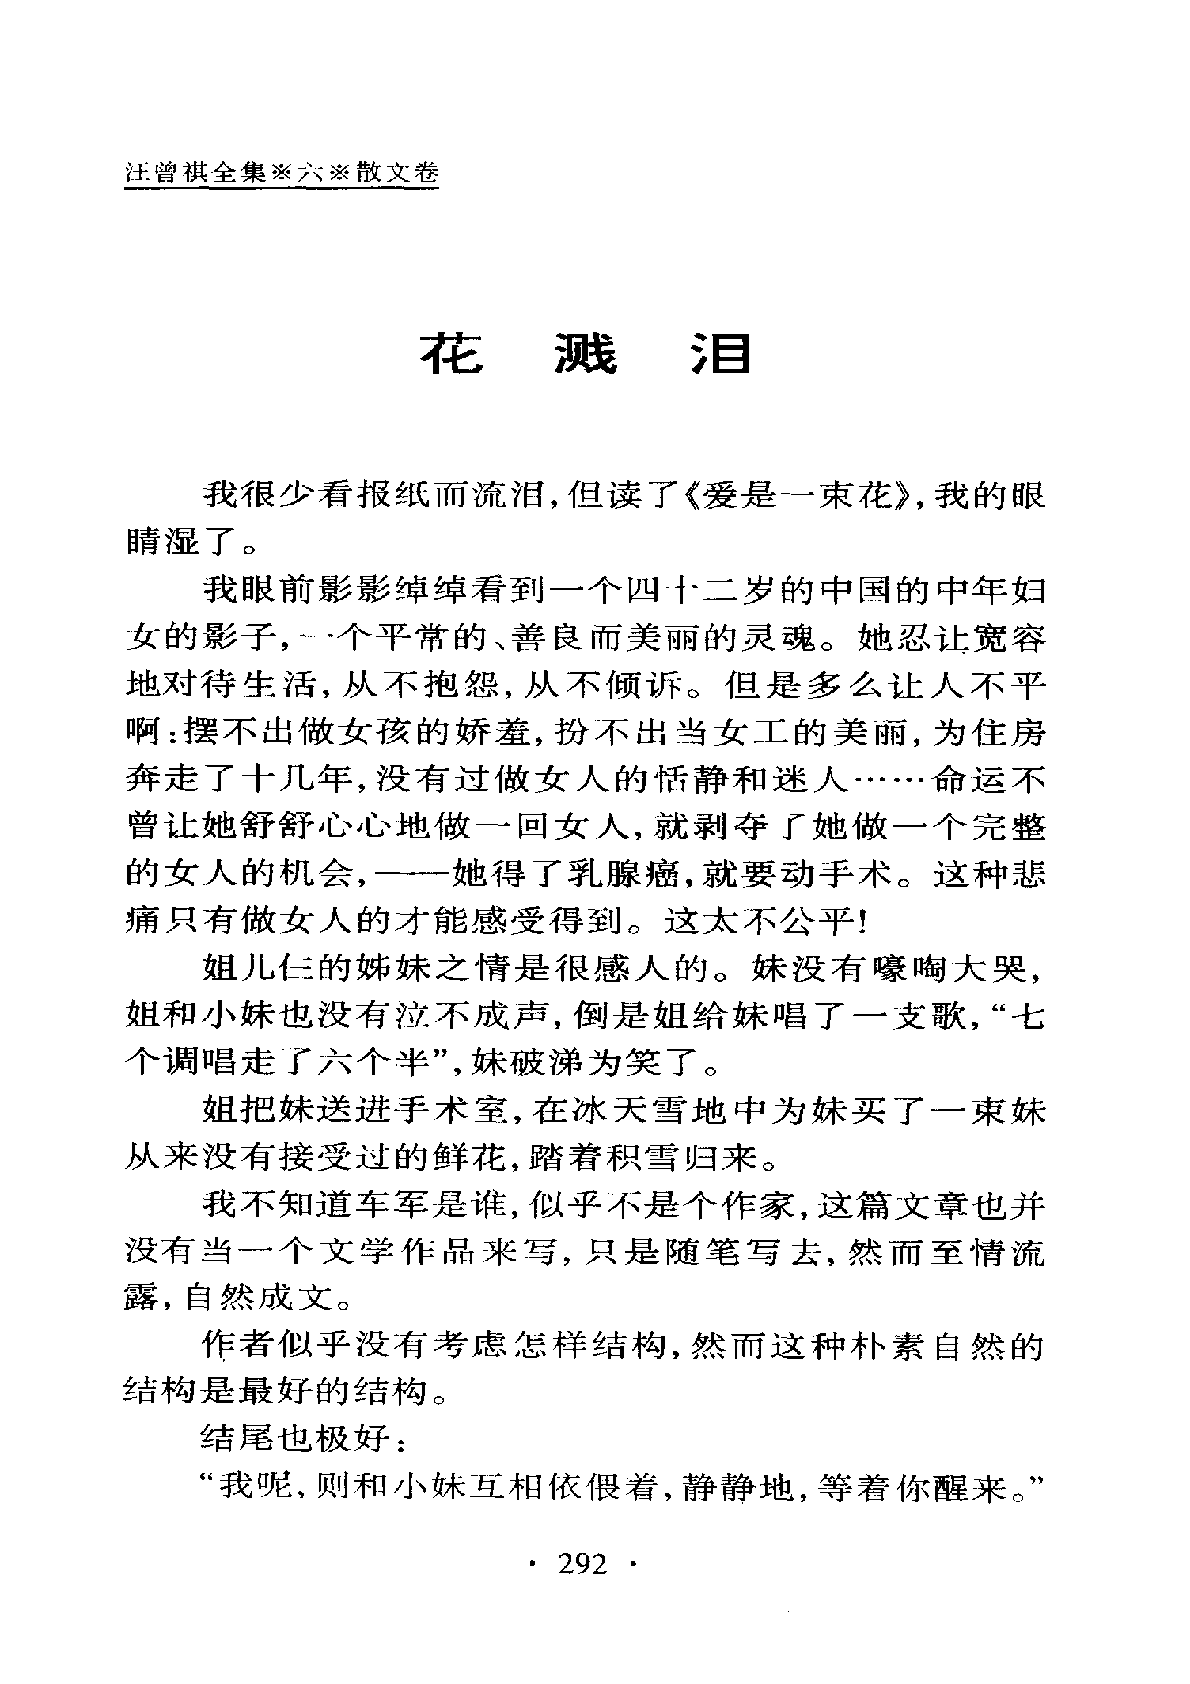 汪曾祺全集※六※散文卷
花 溅 泪
我很少看报纸而流泪，但读了《爱是一束花》，我的眼
睛湿了。
我眼前影影绰绰看到一个四十二岁的中国的中年妇
女的影子，一个平常的、善良而美丽的灵魂。她忍让宽容
地对待生活，从不抱怨，从不倾诉。但是多么让人不平
啊：摆不出做女孩的娇羞，扮不出当女工的美丽，为住房
奔走了十几年，没有过做女人的恬静和迷人……命运不
曾让她舒舒心心地做一回女人，就剥夺了她做一个完整
的女人的机会，——她得了乳腺癌，就要动手术。这种悲
痛只有做女人的才能感受得到。这太不公平！
姐儿仨的姊妹之情是很感人的。妹没有嚎啕大哭，
姐和小妹也没有泣不成声，倒是姐给妹唱了一支歌，“七
个调唱走了六个半”，妹破涕为笑了。
姐把妹送进手术室，在冰天雪地中为妹买了一束妹
从来没有接受过的鲜花，踏着积雪归来。
我不知道车军是谁，似乎不是个作家，这篇文章也并
没有当一个文学作品来写，只是随笔写去，然而至情流
露，自然成文。
作者似乎没有考虑怎样结构，然而这种朴素自然的
结构是最好的结构。
结尾也极好：
“我呢，则和小妹互相依偎着，静静地，等着你醒来。”
· 292 ·